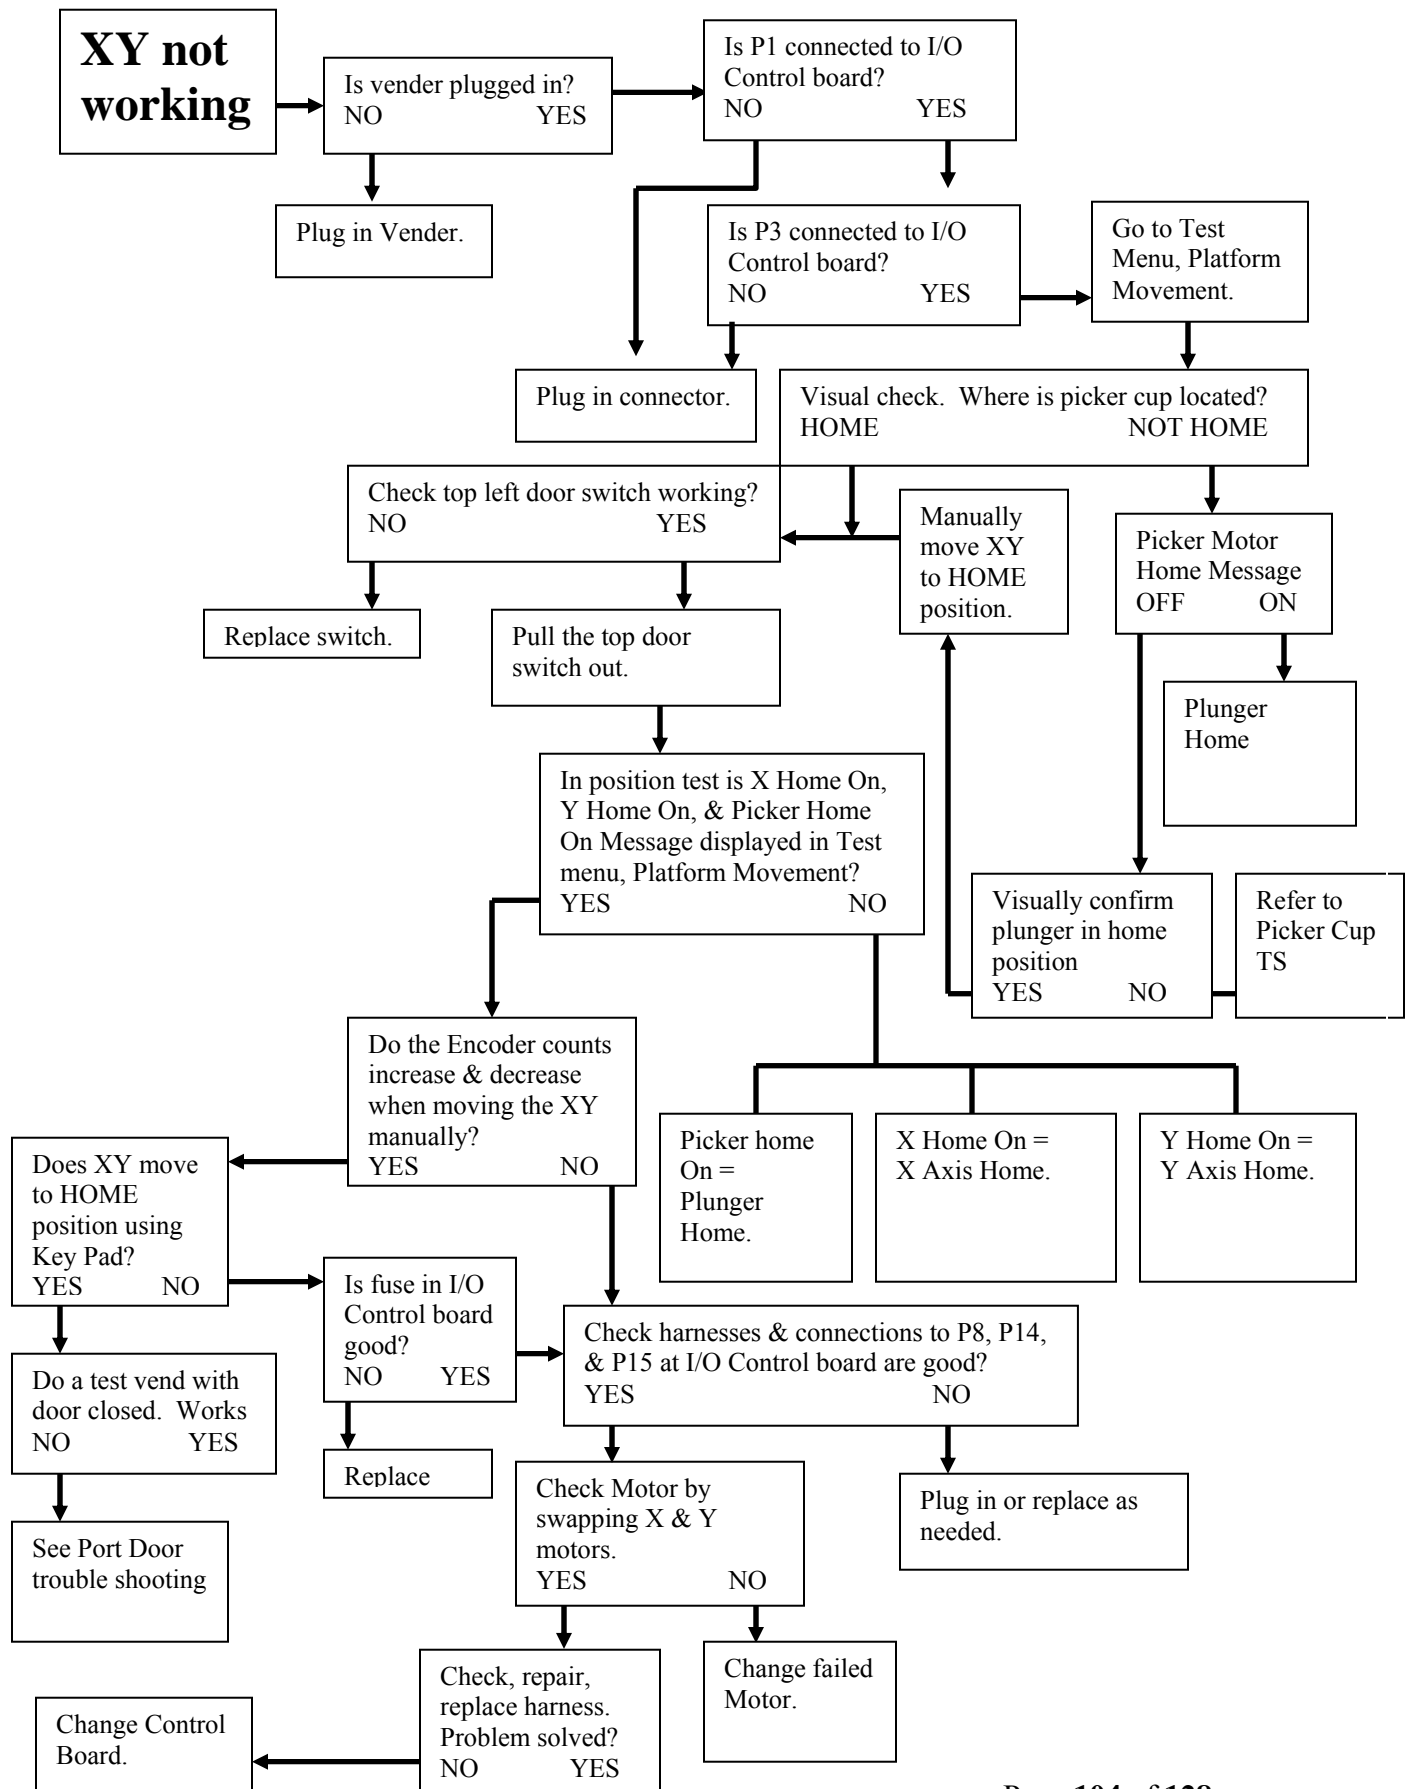 XY not
working
Is vender plugged in?
NO YES
Is P1 connected to I/O
Control board?
NO YES
Plug in Vender.
Is P3 connected to I/O
Control board?
NO YES
Go to Test
Menu, Platform
Movement.
Plug in connector.
Visual check. Where is picker cup located?
HOME NOT HOME
Check top left door switch working?
NO YES
Manually
move XY
to HOME
position.
Picker Motor
Home Message
OFF ON
Replace switch.
Pull the top door
switch out.
Plunger
Home
In position test is X Home On,
Y Home On, & Picker Home
On Message displayed in Test
menu, Platform Movement?
YES NO
Visually confirm
plunger in home
position
YES NO
Refer to
Picker Cup
TS
Do the Encoder counts
increase & decrease
when moving the XY
manually?
YES NO
Picker home
On =
Plunger
Home.
X Home On =
X Axis Home.
Y Home On =
Y Axis Home.
Does XY move
to HOME
position using
Key Pad?
YES NO
Is fuse in I/O
Control board
good?
NO YES
Check harnesses & connections to P8, P14,
& P15 at I/O Control board are good?
YES NO
Do a test vend with
door closed. Works
NO YES
Replace
Check Motor by
swapping X & Y
motors.
YES NO
Plug in or replace as
needed.
See Port Door
trouble shooting
Check, repair,
replace harness.
Problem solved?
NO YES
Change failed
Motor.
Change Control
Board.
Page 104 of 128